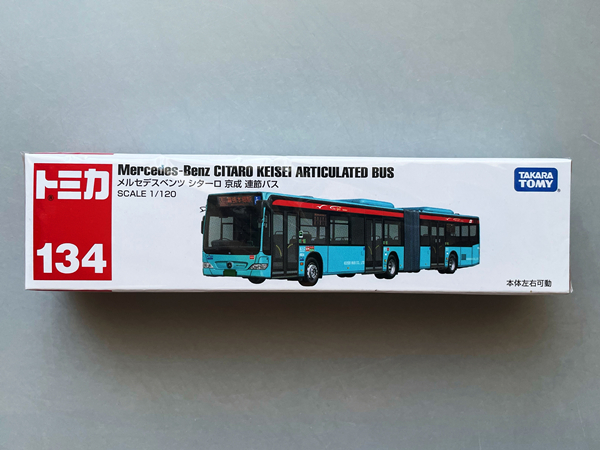 トミカ
134
Mercedes-Benz CITARO KEISEI ARTICULATED BUS
メルセデスベンツ シターロ 京成 連節バス
SCALE 1/120
TAKARA
TOMY
本体左右可動